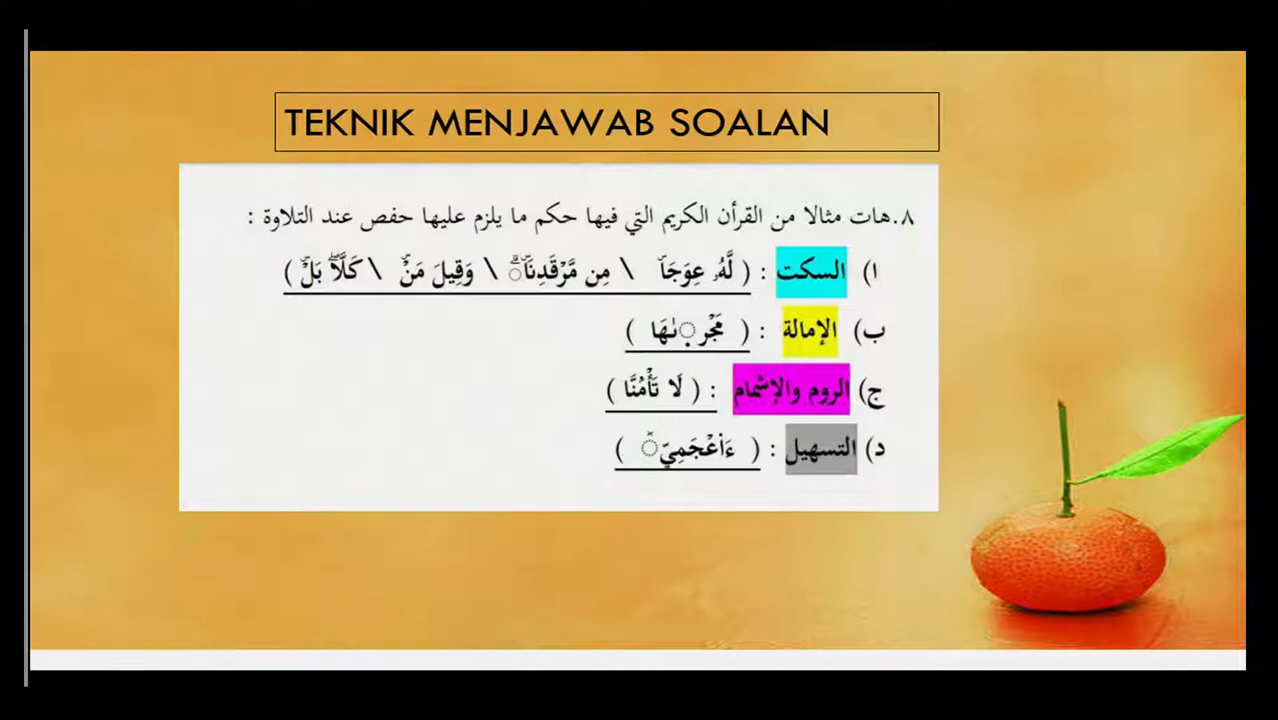 TEKNIK MENJAWAB SOALAN
٨.هات مثالا من القرأن الكريم التي فيها حكم ما يلزم عليها حفص عند التلاوة :
ا) السكت : ( لَّهُۥ عِوَجَاۜ \ مِن مَّرۡقَدِنَاۜۗ \ وَقِيلَ مَنۡۜ \ كَلَّاۖ بَلۡۜ )
ب) الإمالة : ( مَجۡر۪ىٰهَا )
ج) الروم والإشمام : ( لَا تَأۡمَ۫نَّا )
د) التسهيل : ( ءَا۬عۡجَمِيّٞ )